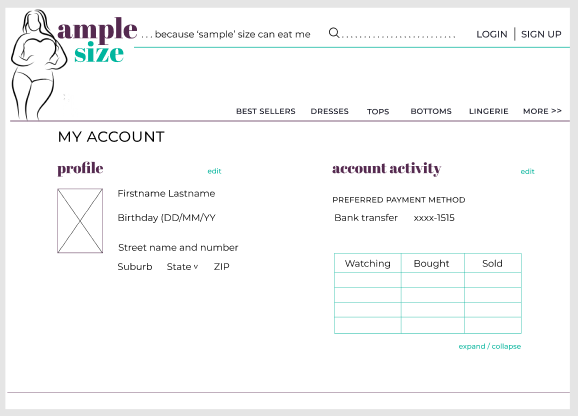 ample
size
... because 'sample' size can eat me
LOGIN | SIGN UP
BEST SELLERS DRESSES TOPS BOTTOMS LINGERIE MORE >>
MY ACCOUNT
profile edit
Firstname Lastname
Birthday (DD/MM/YY
Street name and number
Suburb State v ZIP
account activity edit
PREFERRED PAYMENT METHOD
Bank transfer xxxx-1515
Watching Bought Sold
expand / collapse